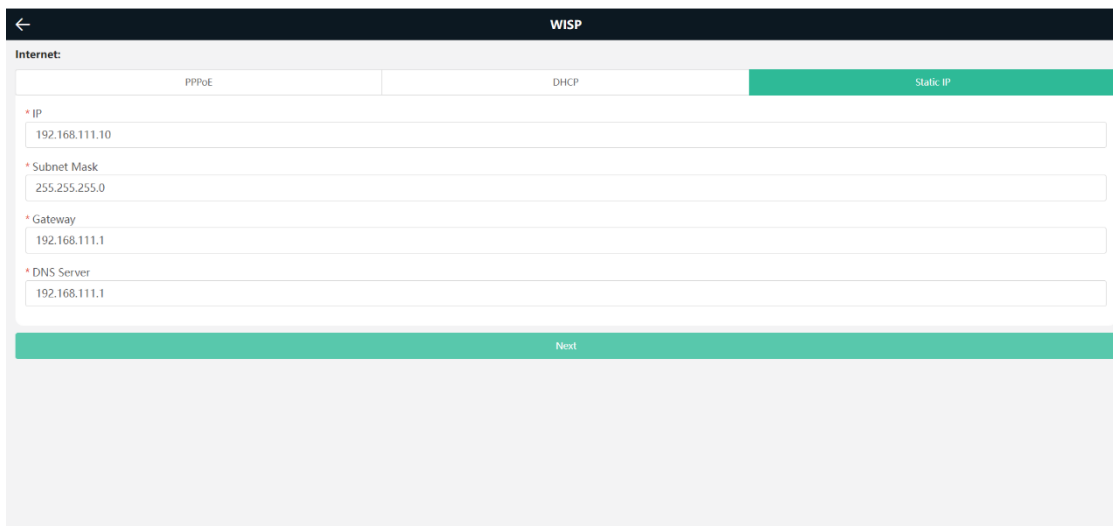 WISP
Internet:
PPPoE DHCP Static IP
* IP
192.168.111.10
* Subnet Mask
255.255.255.0
* Gateway
192.168.111.1
* DNS Server
192.168.111.1
Next